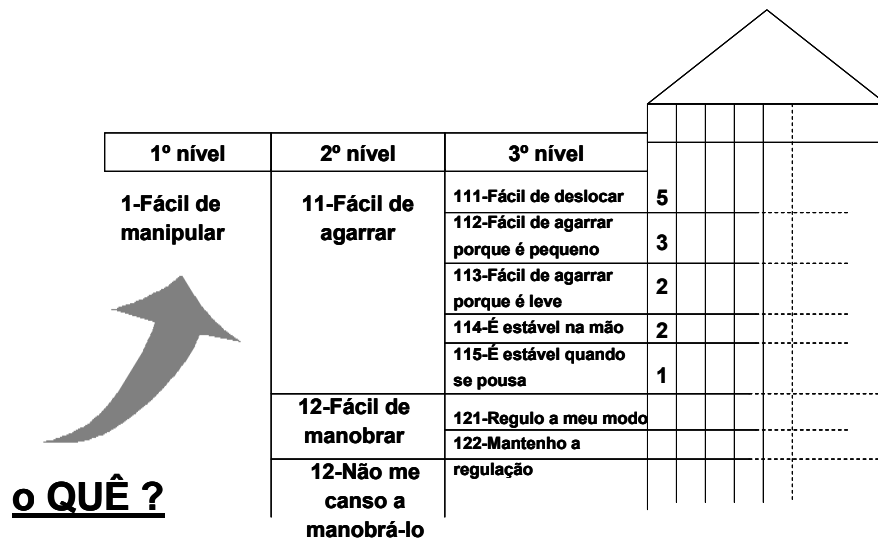 1º nível
2º nível
3º nível
1-Fácil de
manipular
11-Fácil de
agarrar
111-Fácil de deslocar
5
112-Fácil de agarrar
porque é pequeno
3
113-Fácil de agarrar
porque é leve
2
114-É estável na mão
2
115-É estável quando
se pousa
1
12-Fácil de
manobrar
121-Regulo a meu modo
122-Mantenho a
regulação
12-Não me
canso a
manobrá-lo
o QUÊ ?